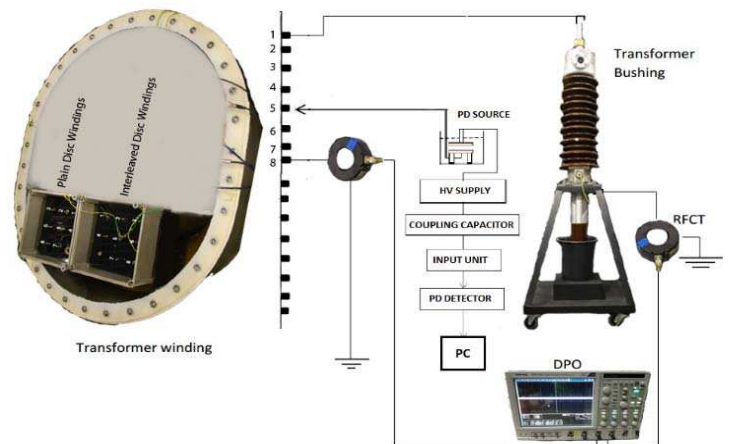 1
2
3
4
5
6
7
8
Plain Disc Windings
Interleaved Disc Windings
Transformer winding
PD SOURCE
HV SUPPLY
COUPLING CAPACITOR
INPUT UNIT
PD DETECTOR
PC
Transformer
Bushing
RFCT
DPO